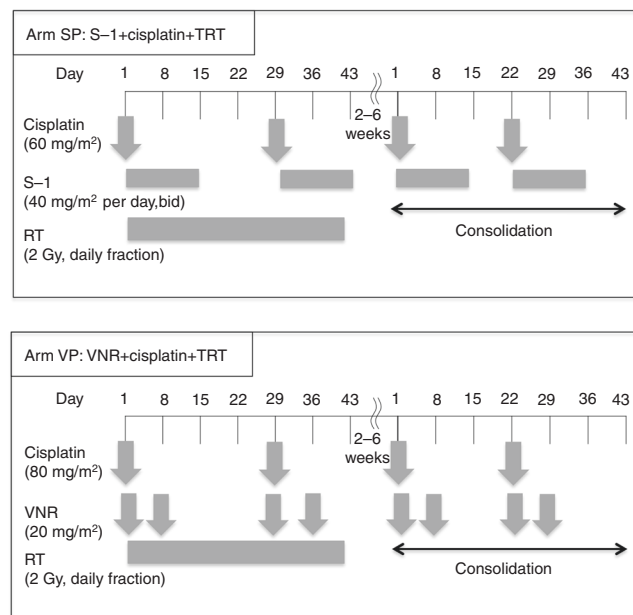 Arm SP: S–1+cisplatin+TRT
Day 1 8 15 22 29 36 43 1 8 15 22 29 36 43
2–6
weeks
Cisplatin
(60 mg/m²)
S–1
(40 mg/m² per day,bid)
RT
(2 Gy, daily fraction)
Consolidation
Arm VP: VNR+cisplatin+TRT
Day 1 8 15 22 29 36 43 1 8 15 22 29 36 43
2–6
weeks
Cisplatin
(80 mg/m²)
VNR
(20 mg/m²)
RT
(2 Gy, daily fraction)
Consolidation